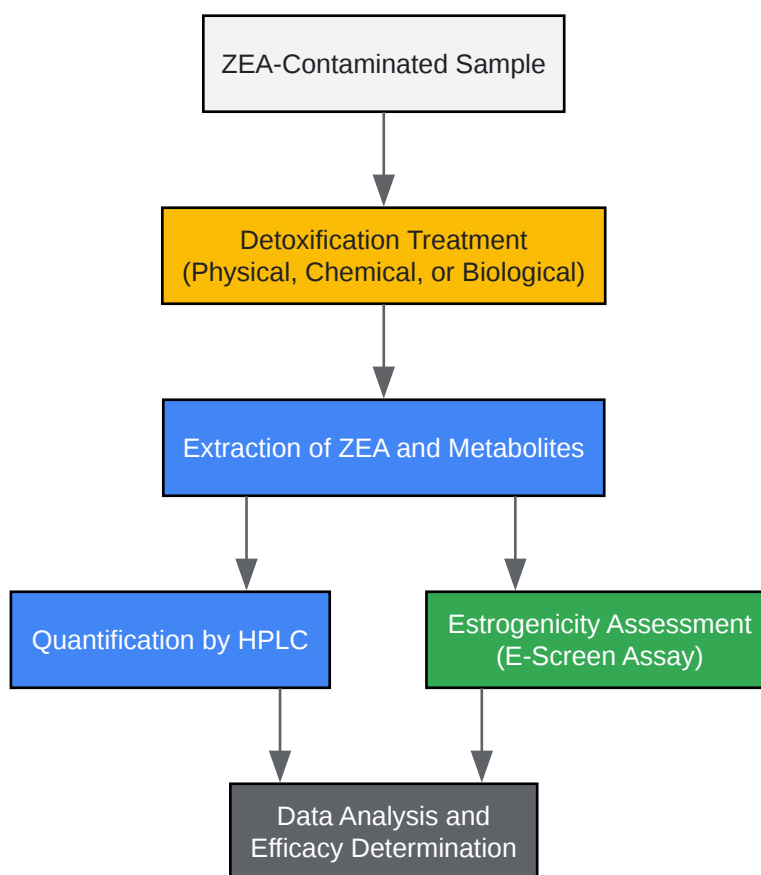 ZEA-Contaminated Sample
Detoxification Treatment
(Physical, Chemical, or Biological)
Extraction of ZEA and Metabolites
Quantification by HPLC
Estrogenicity Assessment
(E-Screen Assay)
Data Analysis and
Efficacy Determination